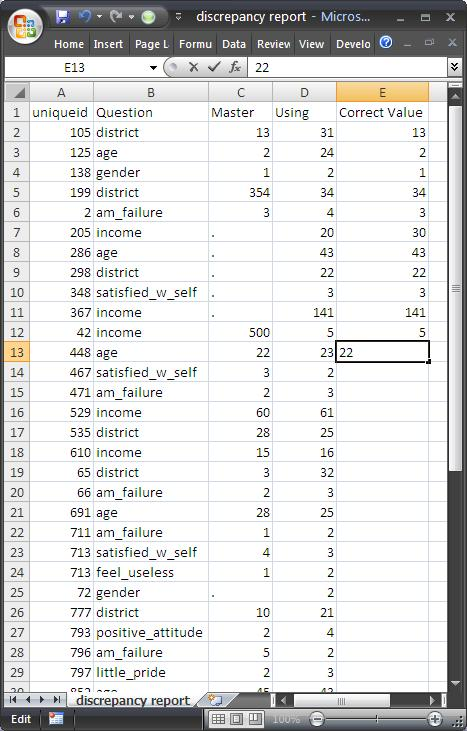 discrepancy report - Micros...
Home Insert Page L Formu Data Review View Develo
E13 fx 22
A B C D E
1 uniqueid Question Master Using Correct Value
2 105 district 13 31 13
3 125 age 2 24 2
4 138 gender 1 2 1
5 199 district 354 34 34
6 2 am_failure 3 4 3
7 205 income . 20 30
8 286 age . 43 43
9 298 district . 22 22
10 348 satisfied_w_self . 3 3
11 367 income . 141 141
12 42 income 500 5 5
13 448 age 22 23 22
14 467 satisfied_w_self 3 2
15 471 am_failure 2 3
16 529 income 60 61
17 535 district 28 25
18 610 income 15 16
19 65 district 3 32
20 66 am_failure 2 3
21 691 age 28 25
22 711 am_failure 1 2
23 713 satisfied_w_self 4 3
24 713 feel_useless 1 2
25 72 gender . 2
26 777 district 10 21
27 793 positive_attitude 2 4
28 796 am_failure 5 2
29 797 little_pride 2 3
discrepancy report
Edit 100%